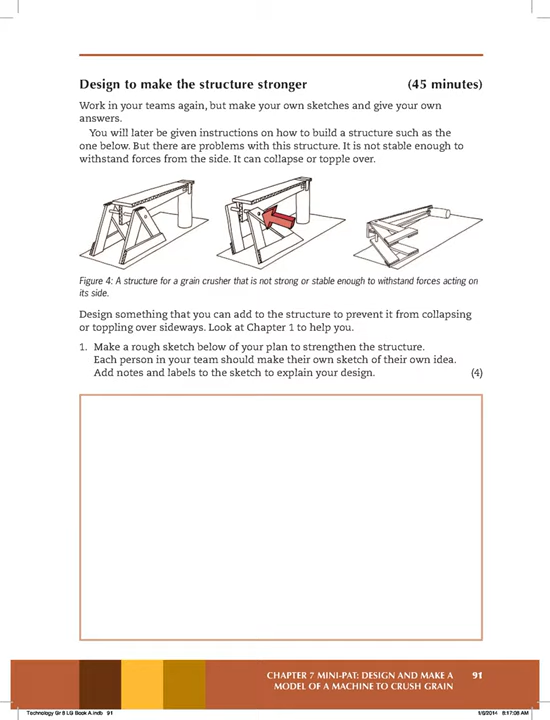 Design to make the structure stronger (45 minutes)
Work in your teams again, but make your own sketches and give your own
answers.
You will later be given instructions on how to build a structure such as the
one below. But there are problems with this structure. It is not stable enough to
withstand forces from the side. It can collapse or topple over.
Figure 4: A structure for a grain crusher that is not strong or stable enough to withstand forces acting on
its side.
Design something that you can add to the structure to prevent it from collapsing
or toppling over sideways. Look at Chapter 1 to help you.
1. Make a rough sketch below of your plan to strengthen the structure.
Each person in your team should make their own sketch of their own idea.
Add notes and labels to the sketch to explain your design. (4)
CHAPTER 7 MINI-PAT: DESIGN AND MAKE A 91
MODEL OF A MACHINE TO CRUSH GRAIN
Technology Gr 8 LG Book A.indb 91 1/6/2014 8:17:08 AM